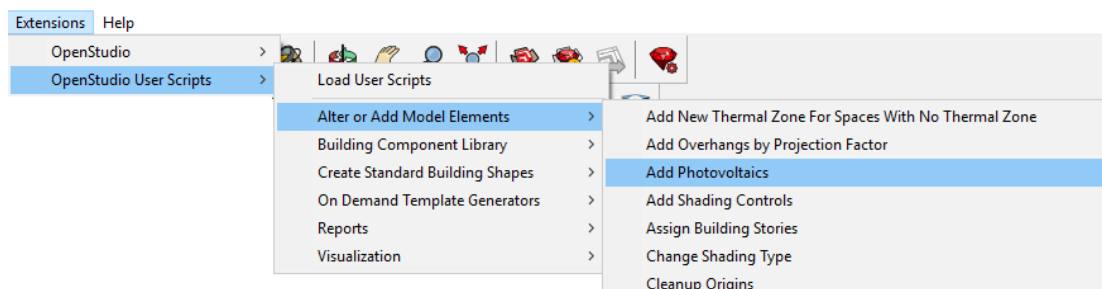 Extensions Help
OpenStudio
OpenStudio User Scripts
Load User Scripts
Alter or Add Model Elements
Building Component Library
Create Standard Building Shapes
On Demand Template Generators
Reports
Visualization
Add New Thermal Zone For Spaces With No Thermal Zone
Add Overhangs by Projection Factor
Add Photovoltaics
Add Shading Controls
Assign Building Stories
Change Shading Type
Cleanup Origins